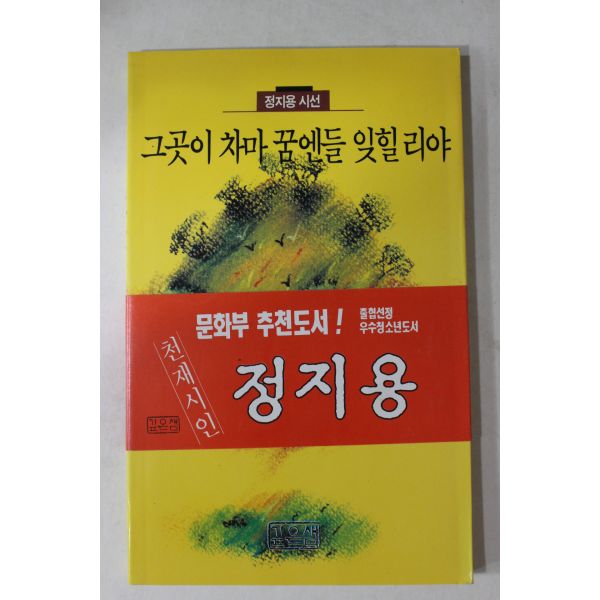 정지용 시선
그곳이 차마 꿈엔들 잊힐 리야
문화부 추천도서!
출협선정
우수청소년도서
천재시인
정지용
깊은샘
깊은샘